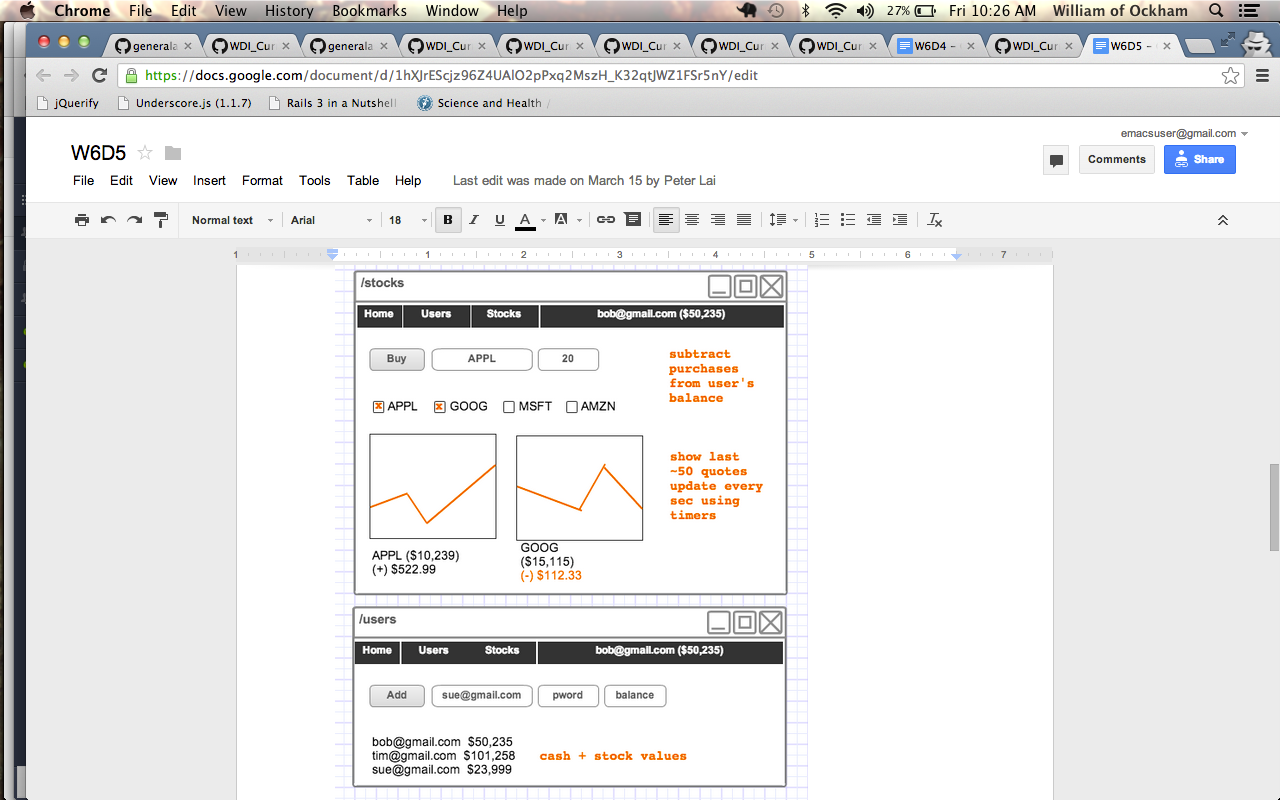 Chrome File Edit View History Bookmarks Window Help 27% Fri 10:26 AM William of Ockham
generala WDI_Cur generala WDI_Cur WDI_Cur WDI_Cur WDI_Cur WDI_Cur W6D4 – WDI_Cur W6D5 –
https://docs.google.com/document/d/1hXJrEScjz96Z4UAlO2pPxq2MszH_K32qtJWZ1FSr5nY/edit
jQuerify Underscore.js (1.1.7) Rails 3 in a Nutshell Science and Health /
emacsuser@gmail.com
W6D5
Comments Share
File Edit View Insert Format Tools Table Help Last edit was made on March 15 by Peter Lai
Normal text Arial 18 B I U A A
1 1 2 3 4 5 6 7
/stocks
Home Users Stocks bob@gmail.com ($50,235)
Buy APPL 20
subtract
purchases
from user's
balance
APPL GOOG MSFT AMZN
show last
~50 quotes
update every
sec using
timers
APPL ($10,239)
(+) $522.99
GOOG
($15,115)
(-) $112.33
/users
Home Users Stocks bob@gmail.com ($50,235)
Add sue@gmail.com pword balance
bob@gmail.com $50,235
tim@gmail.com $101,258
sue@gmail.com $23,999
cash + stock values